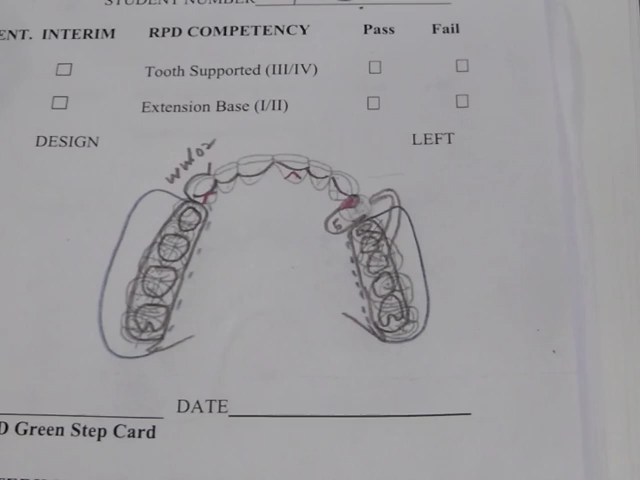 STUDENT NUMBER
ENT. INTERIM RPD COMPETENCY Pass Fail
☐ Tooth Supported (III/IV) ☐ ☐
☐ Extension Base (I/II) ☐ ☐
DESIGN LEFT
WW02
DATE
D Green Step Card